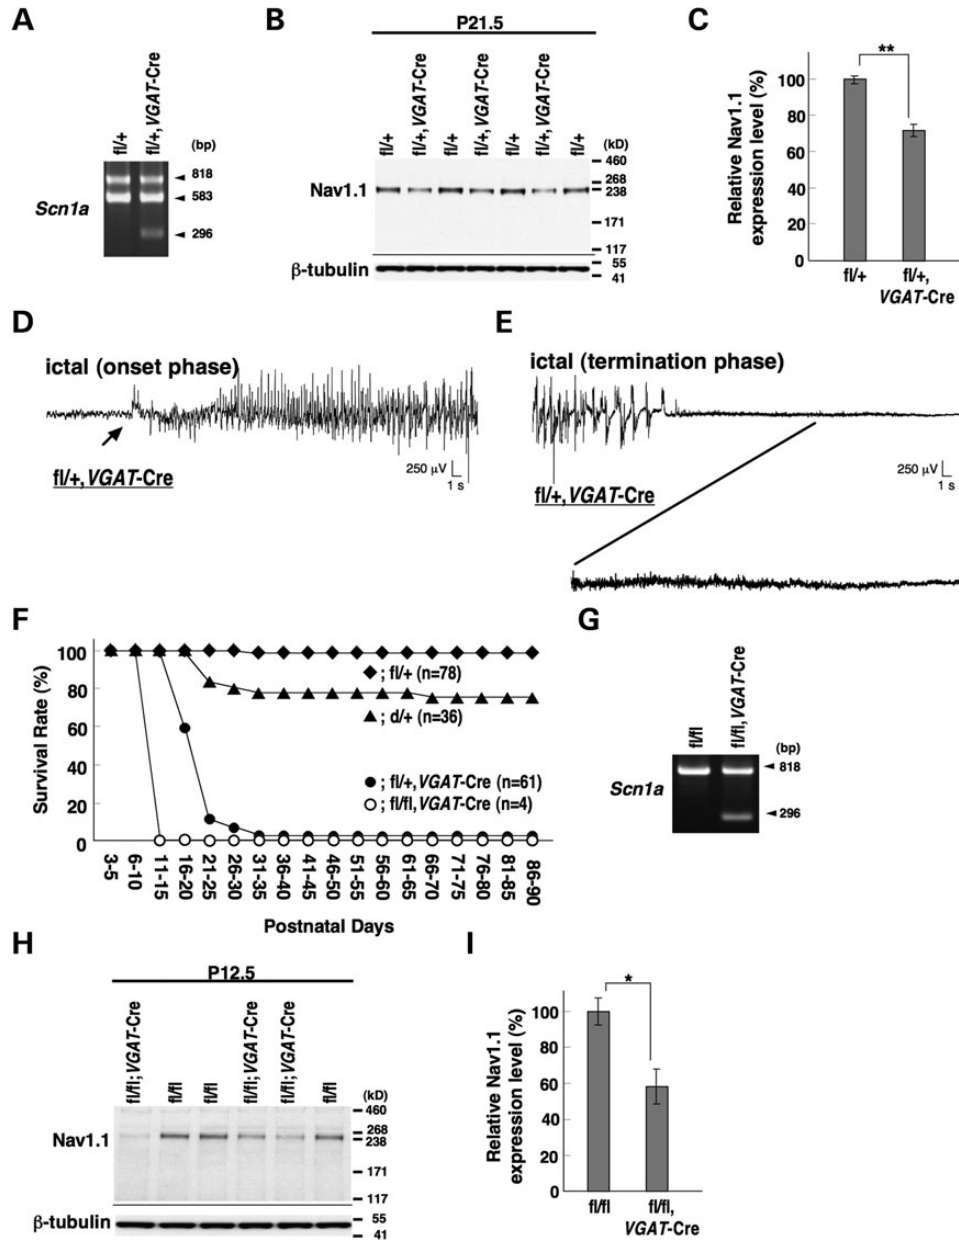 A
fl/+
fl/+, VGAT-Cre
(bp)
818
583
296
Scn1a
B
P21.5
fl/+
fl/+, VGAT-Cre
fl/+
fl/+, VGAT-Cre
fl/+
fl/+, VGAT-Cre
fl/+
(kD)
460
268
238
171
117
55
41
Nav1.1
β-tubulin
C
Relative Nav1.1
expression level (%)
100
80
60
40
20
0
**
fl/+
fl/+,
VGAT-Cre
D
ictal (onset phase)
fl/+, VGAT-Cre
250 µV
1 s
E
ictal (termination phase)
fl/+, VGAT-Cre
250 µV
1 s
F
Survival Rate (%)
100
80
60
40
20
0
; fl/+ (n=78)
; d/+ (n=36)
; fl/+, VGAT-Cre (n=61)
; fl/fl, VGAT-Cre (n=4)
3-5
6-10
11-15
16-20
21-25
26-30
31-35
36-40
41-45
46-50
51-55
56-60
61-65
66-70
71-75
76-80
81-85
86-90
Postnatal Days
G
fl/fl
fl/fl, VGAT-Cre
(bp)
818
296
Scn1a
H
P12.5
fl/fl; VGAT-Cre
fl/fl
fl/fl
fl/fl; VGAT-Cre
fl/fl; VGAT-Cre
fl/fl
(kD)
460
268
238
171
117
55
41
Nav1.1
β-tubulin
I
Relative Nav1.1
expression level (%)
100
80
60
40
20
0
*
fl/fl
fl/fl,
VGAT-Cre